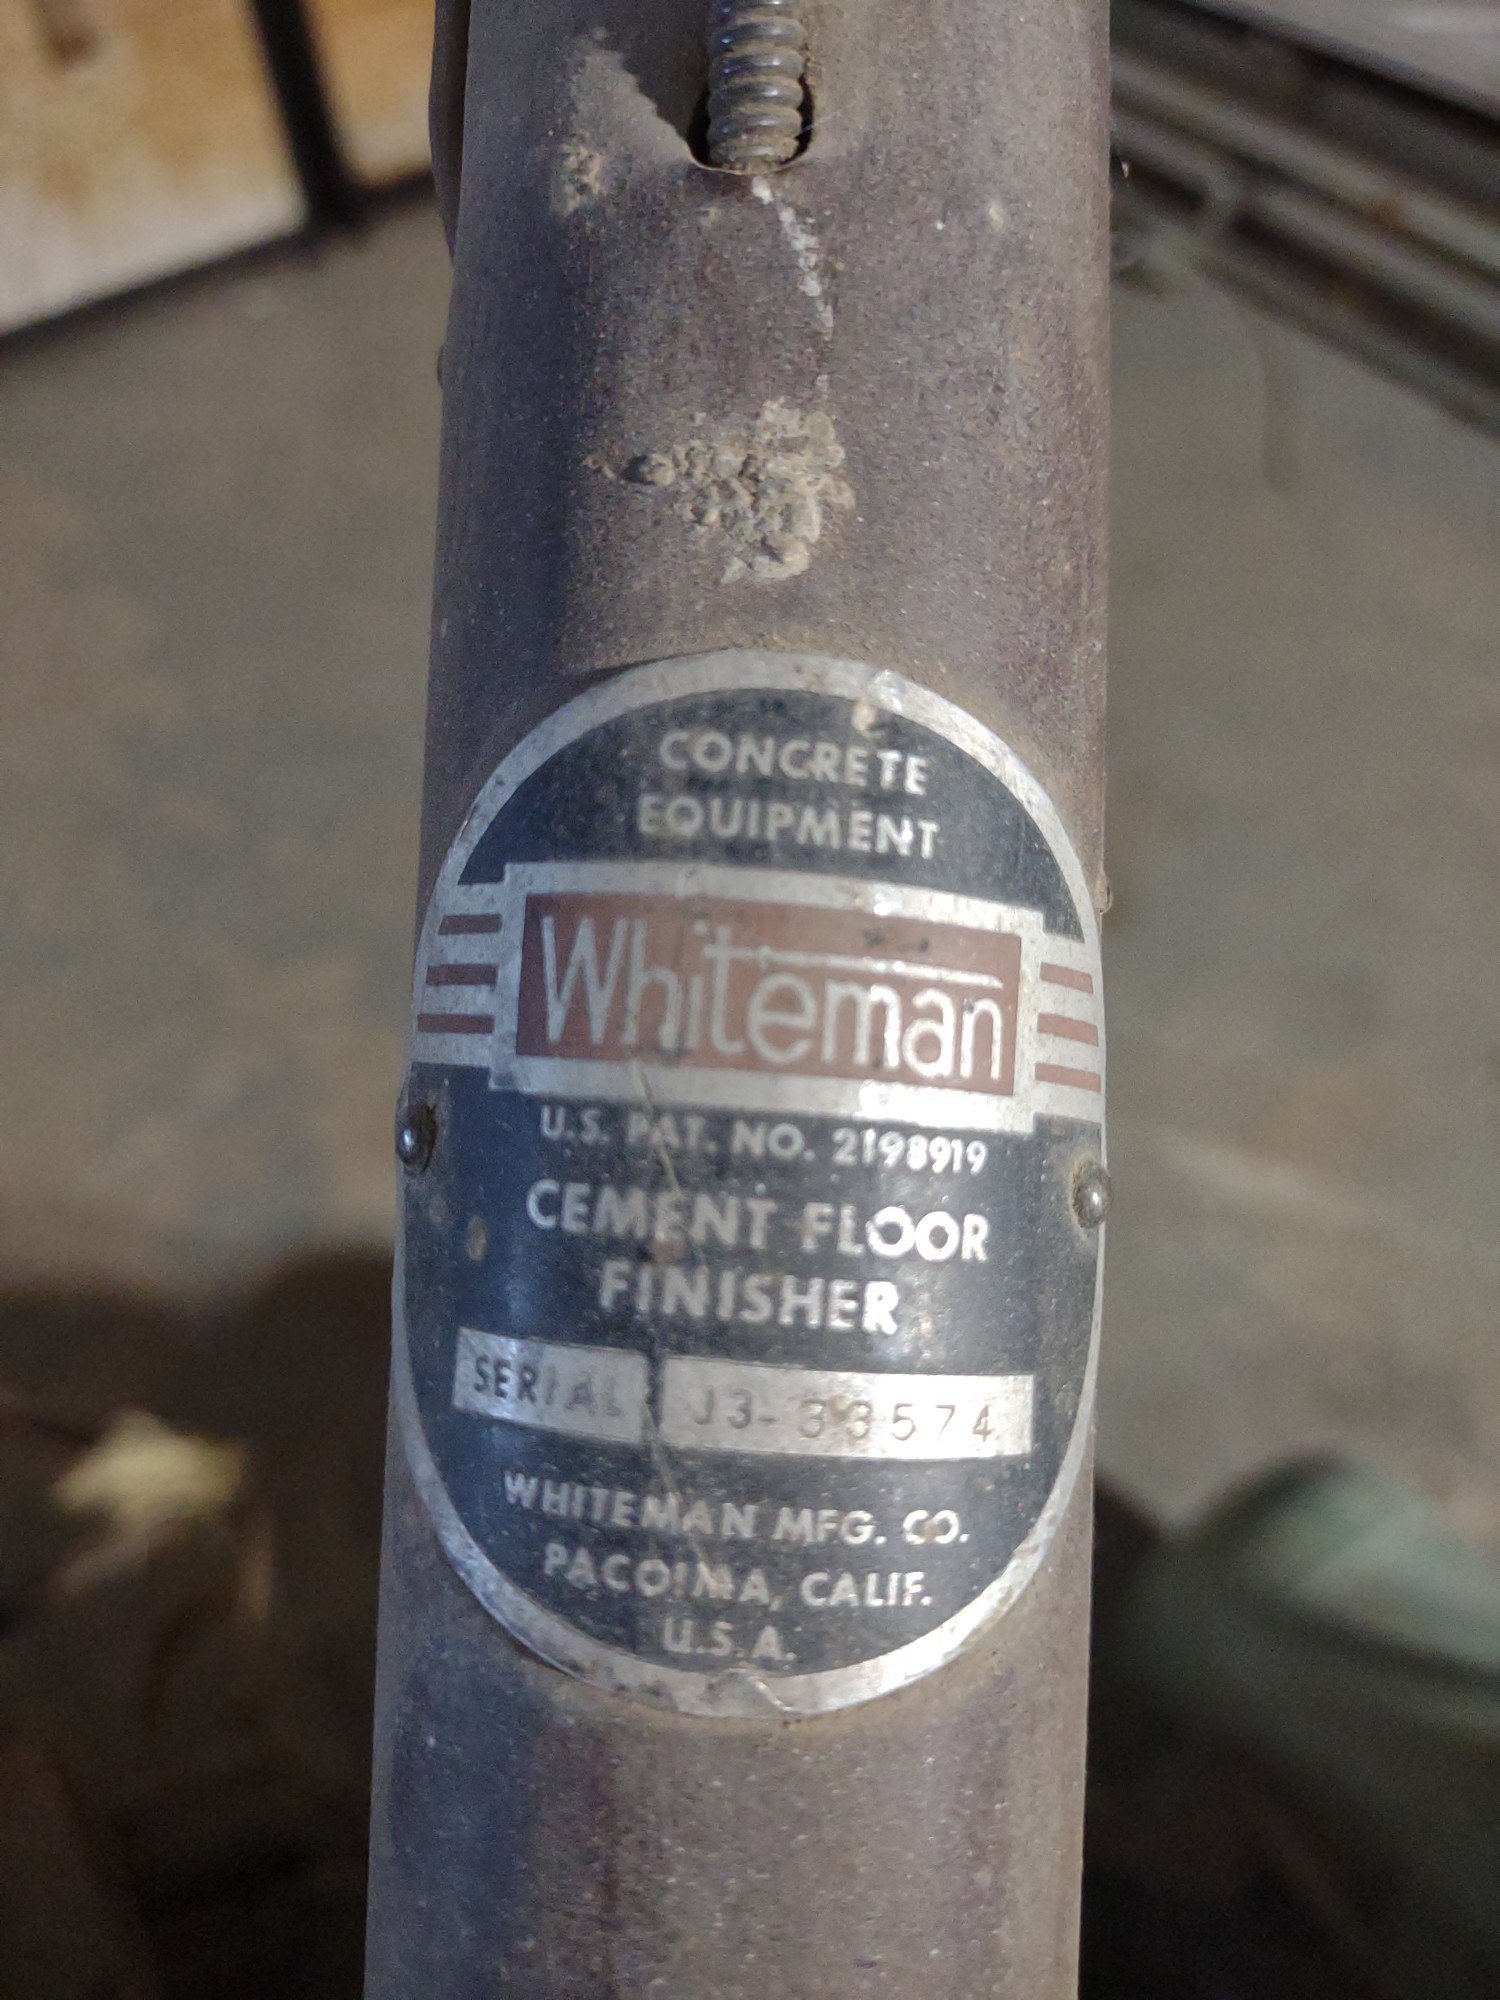 CONCRETE
EQUIPMENT
Whiteman
U.S. PAT. NO. 2198919
CEMENT FLOOR
FINISHER
SERIAL J3-33574
WHITEMAN MFG. CO.
PACOIMA, CALIF.
U.S.A.